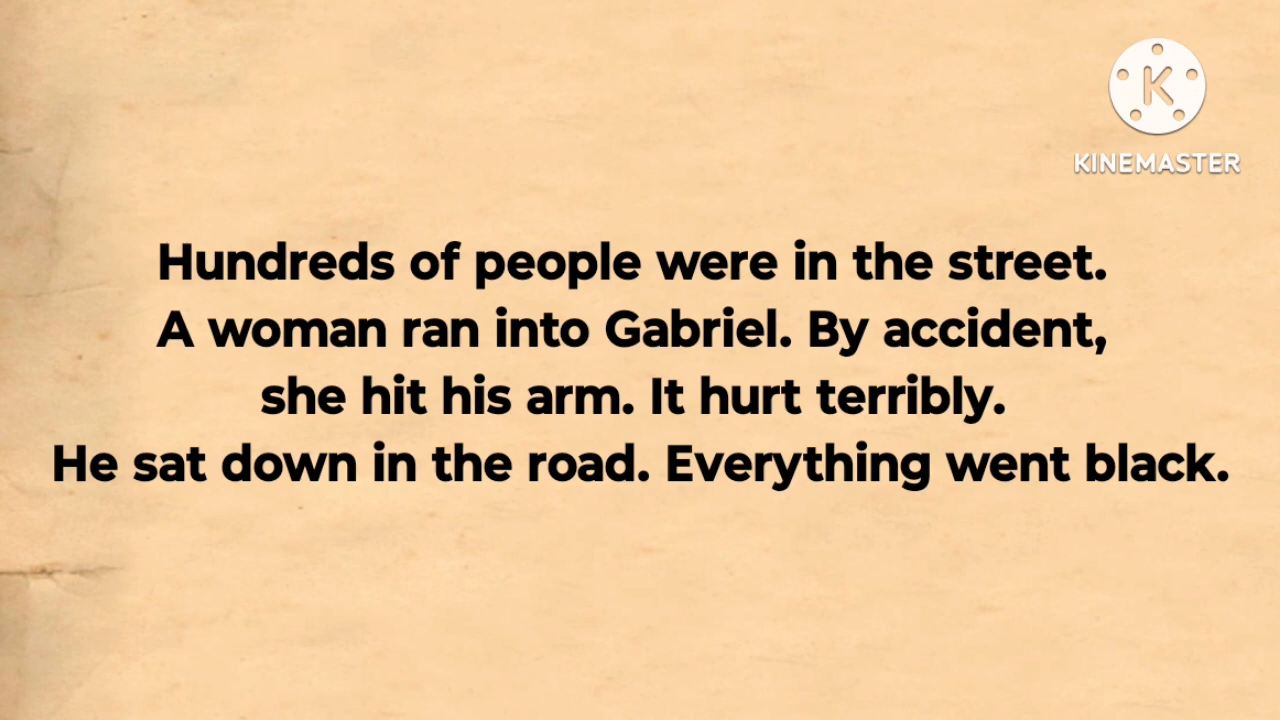 K
KINEMASTER
Hundreds of people were in the street.
A woman ran into Gabriel. By accident,
she hit his arm. It hurt terribly.
He sat down in the road. Everything went black.